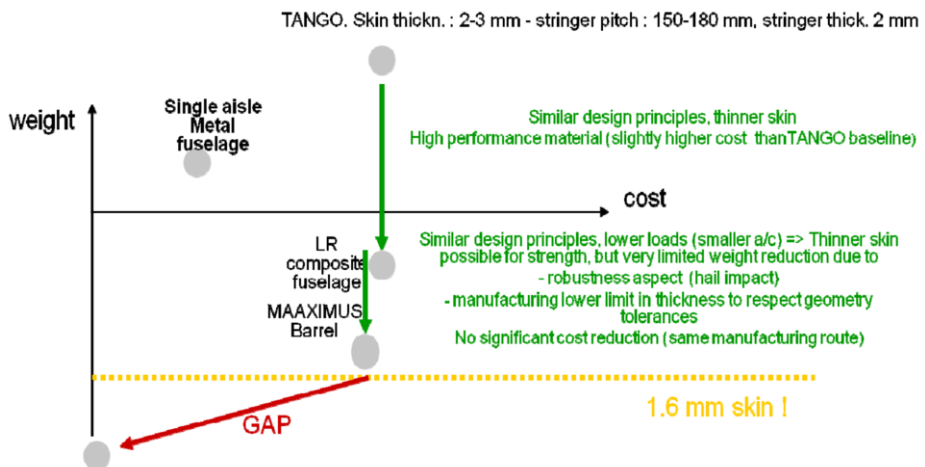 TANGO. Skin thickn. : 2-3 mm - stringer pitch : 150-180 mm, stringer thick. 2 mm
weight
Single aisle
Metal
fuselage
Similar design principles, thinner skin
High performance material (slightly higher cost thanTANGO baseline)
cost
LR
composite
fuselage
MAAXIMUS
Barrel
Similar design principles, lower loads (smaller a/c) => Thinner skin
possible for strength, but very limited weight reduction due to
- robustness aspect (hail impact)
- manufacturing lower limit in thickness to respect geometry
tolerances
No significant cost reduction (same manufacturing route)
1.6 mm skin !
GAP